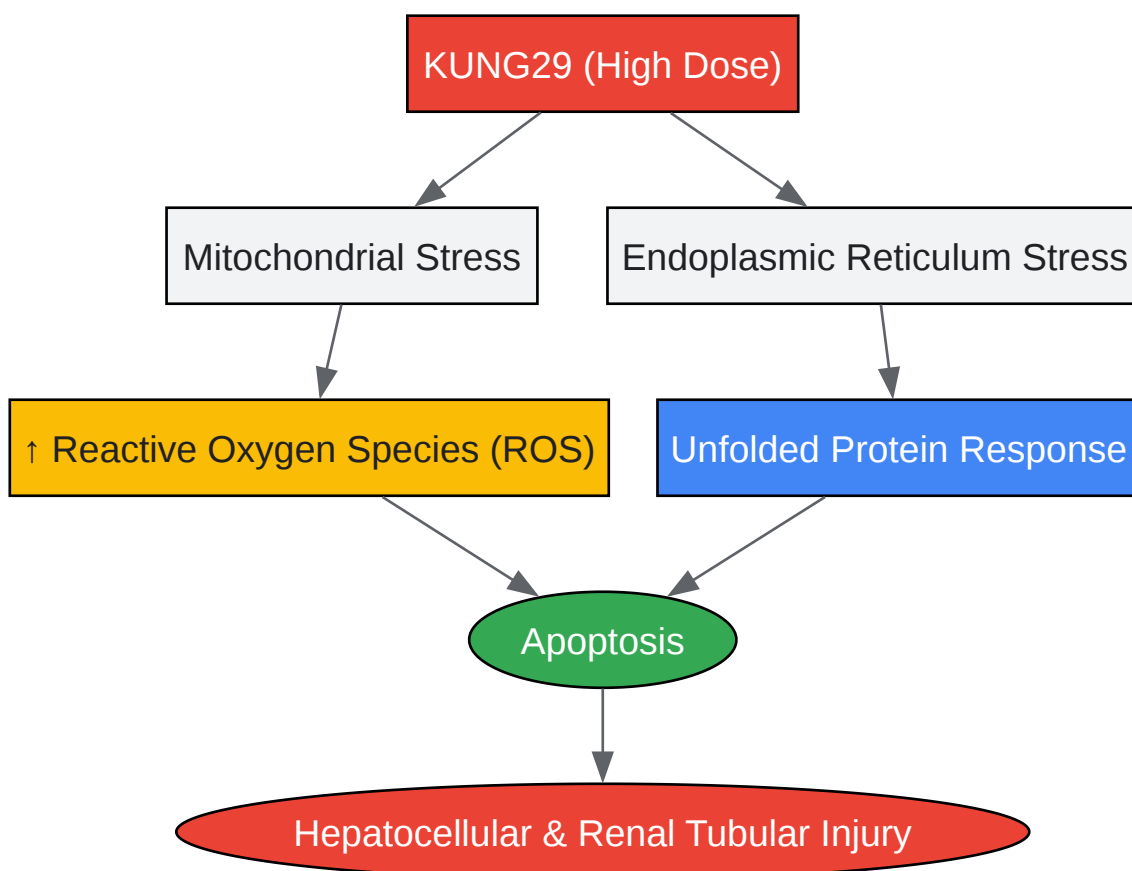 KUNG29 (High Dose)
Mitochondrial Stress
Endoplasmic Reticulum Stress
↑ Reactive Oxygen Species (ROS)
Unfolded Protein Response
Apoptosis
Hepatocellular & Renal Tubular Injury